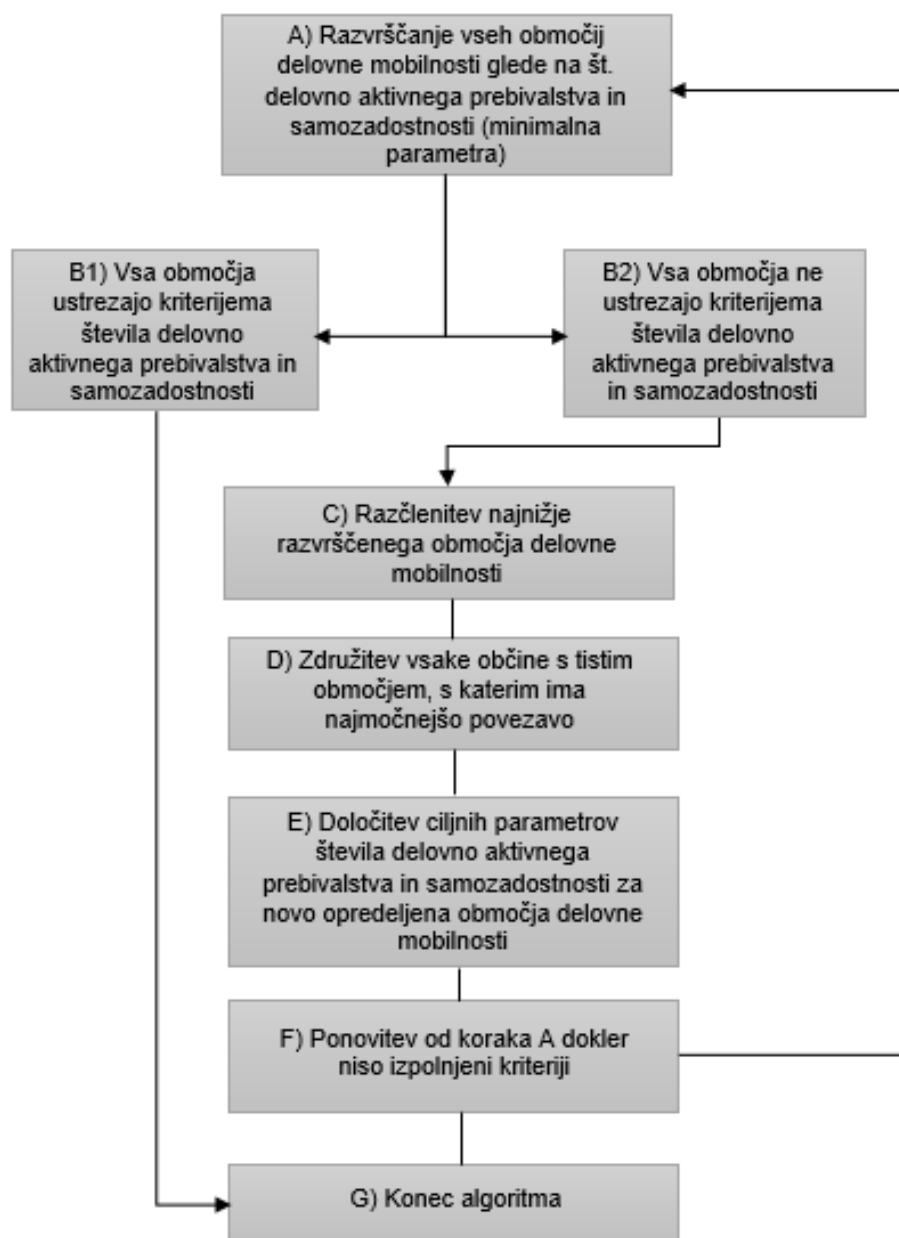 A) Razvrščanje vseh območij
delovne mobilnosti glede na št.
delovno aktivnega prebivalstva in
samozadostnosti (minimalna
parametra)
B1) Vsa območja
ustrezajo kriterijema
števila delovno
aktivnega prebivalstva in
samozadostnosti
B2) Vsa območja ne
ustrezajo kriterijema
števila delovno
aktivnega prebivalstva
in samozadostnosti
C) Razčlenitev najnižje
razvrščenega območja delovne
mobilnosti
D) Združitev vsake občine s tistim
območjem, s katerim ima
najmočnejšo povezavo
E) Določitev ciljnih parametrov
števila delovno aktivnega
prebivalstva in samozadostnosti za
novo opredeljena območja delovne
mobilnosti
F) Ponovitev od koraka A dokler
niso izpolnjeni kriteriji
G) Konec algoritma